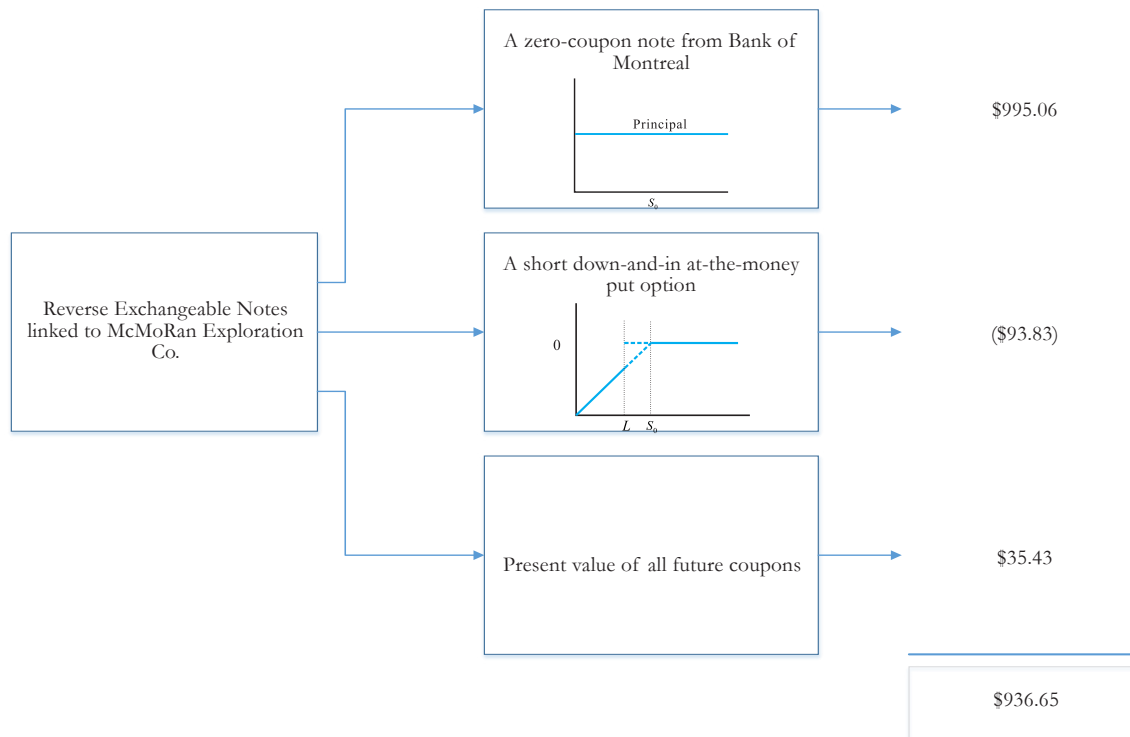 A zero-coupon note from Bank of
Montreal
Principal
S₀
$995.06
Reverse Exchangeable Notes
linked to McMoRan Exploration
Co.
A short down-and-in at-the-money
put option
0
L S₀
($93.83)
Present value of all future coupons
$35.43
$936.65